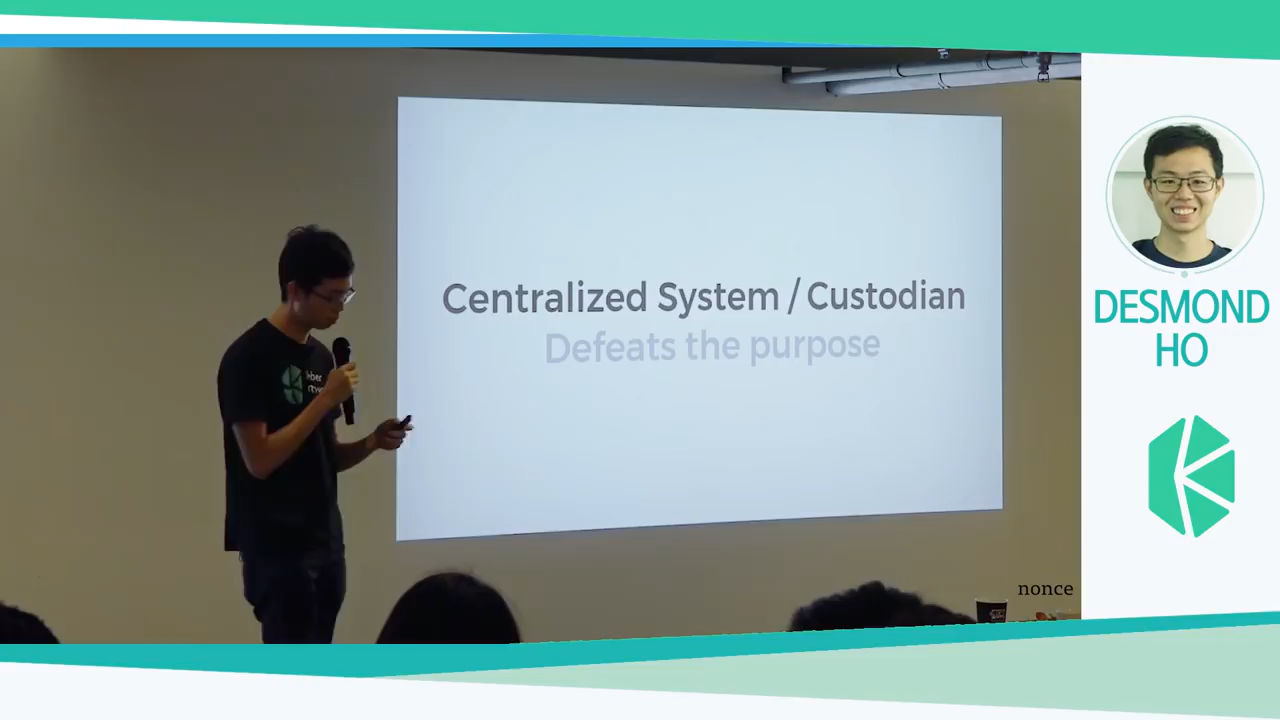 Centralized System / Custodian
Defeats the purpose
DESMOND
HO
nonce